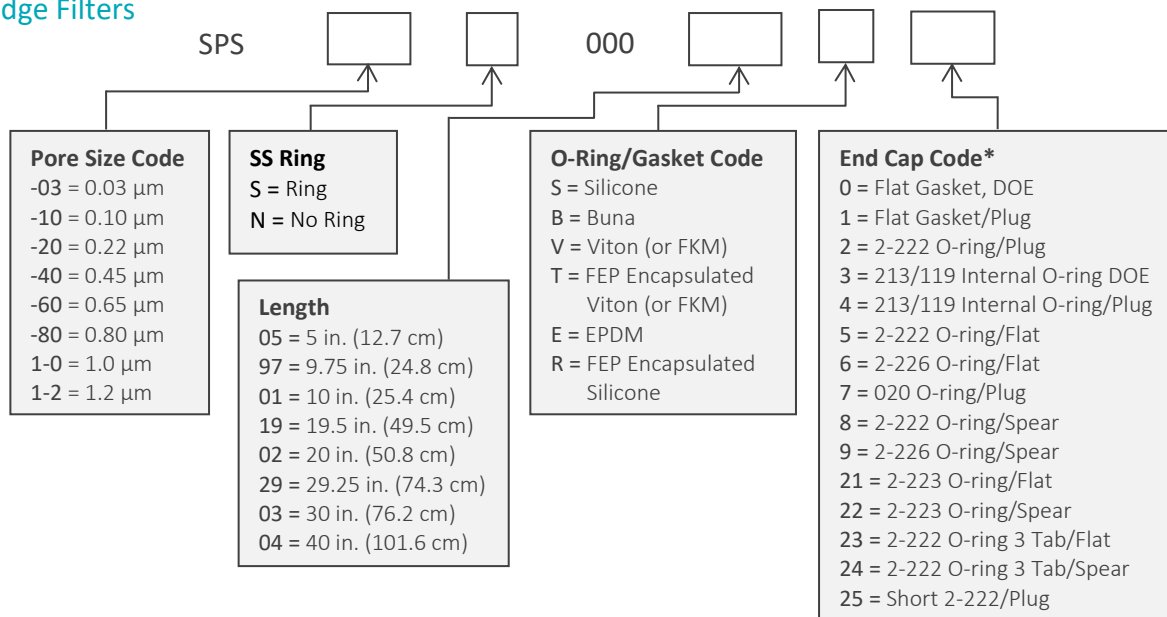 dge Filters
SPS 000
Pore Size Code
-03 = 0.03 µm
-10 = 0.10 µm
-20 = 0.22 µm
-40 = 0.45 µm
-60 = 0.65 µm
-80 = 0.80 µm
1-0 = 1.0 µm
1-2 = 1.2 µm
SS Ring
S = Ring
N = No Ring
Length
05 = 5 in. (12.7 cm)
97 = 9.75 in. (24.8 cm)
01 = 10 in. (25.4 cm)
19 = 19.5 in. (49.5 cm)
02 = 20 in. (50.8 cm)
29 = 29.25 in. (74.3 cm)
03 = 30 in. (76.2 cm)
04 = 40 in. (101.6 cm)
O-Ring/Gasket Code
S = Silicone
B = Buna
V = Viton (or FKM)
T = FEP Encapsulated
Viton (or FKM)
E = EPDM
R = FEP Encapsulated
Silicone
End Cap Code*
0 = Flat Gasket, DOE
1 = Flat Gasket/Plug
2 = 2-222 O-ring/Plug
3 = 213/119 Internal O-ring DOE
4 = 213/119 Internal O-ring/Plug
5 = 2-222 O-ring/Flat
6 = 2-226 O-ring/Flat
7 = 020 O-ring/Plug
8 = 2-222 O-ring/Spear
9 = 2-226 O-ring/Spear
21 = 2-223 O-ring/Flat
22 = 2-223 O-ring/Spear
23 = 2-222 O-ring 3 Tab/Flat
24 = 2-222 O-ring 3 Tab/Spear
25 = Short 2-222/Plug